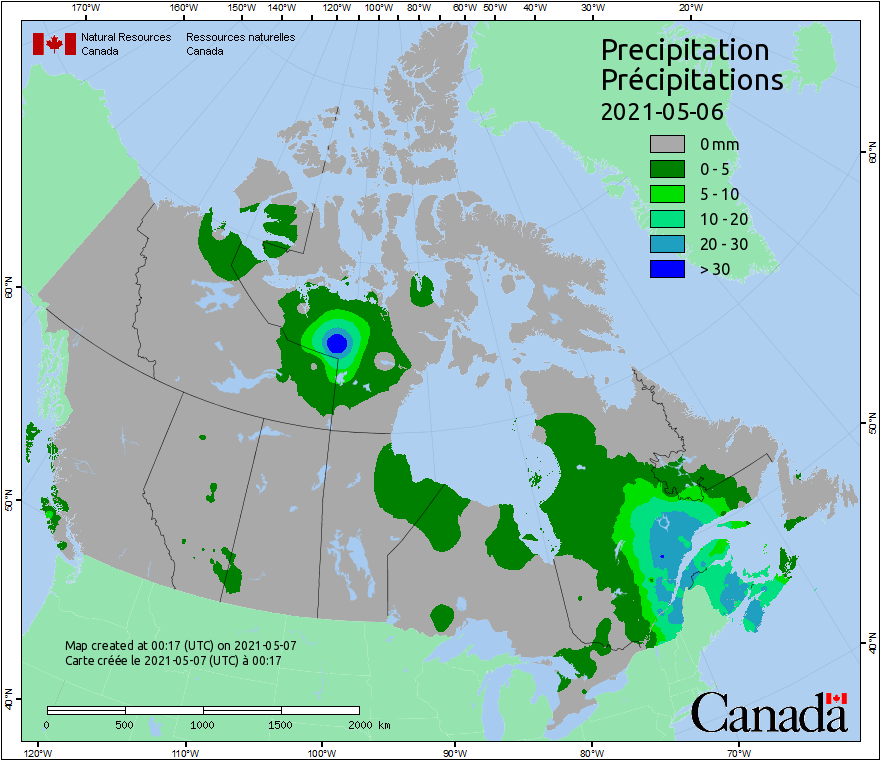 170°W 160°W 150°W 140°W 120°W 100°W 80°W 60°W 50°W 40°W 30°W 20°W
Natural Resources Ressources naturelles
Canada Canada
Precipitation
Précipitations
2021-05-06
0 mm
0 - 5
5 - 10
10 - 20
20 - 30
> 30
60°N
60°N
50°N
50°N
40°N
40°N
Map created at 00:17 (UTC) on 2021-05-07
Carte créée le 2021-05-07 (UTC) à 00:17
0 500 1000 1500 2000 km
Canada
120°W 110°W 100°W 90°W 80°W 70°W